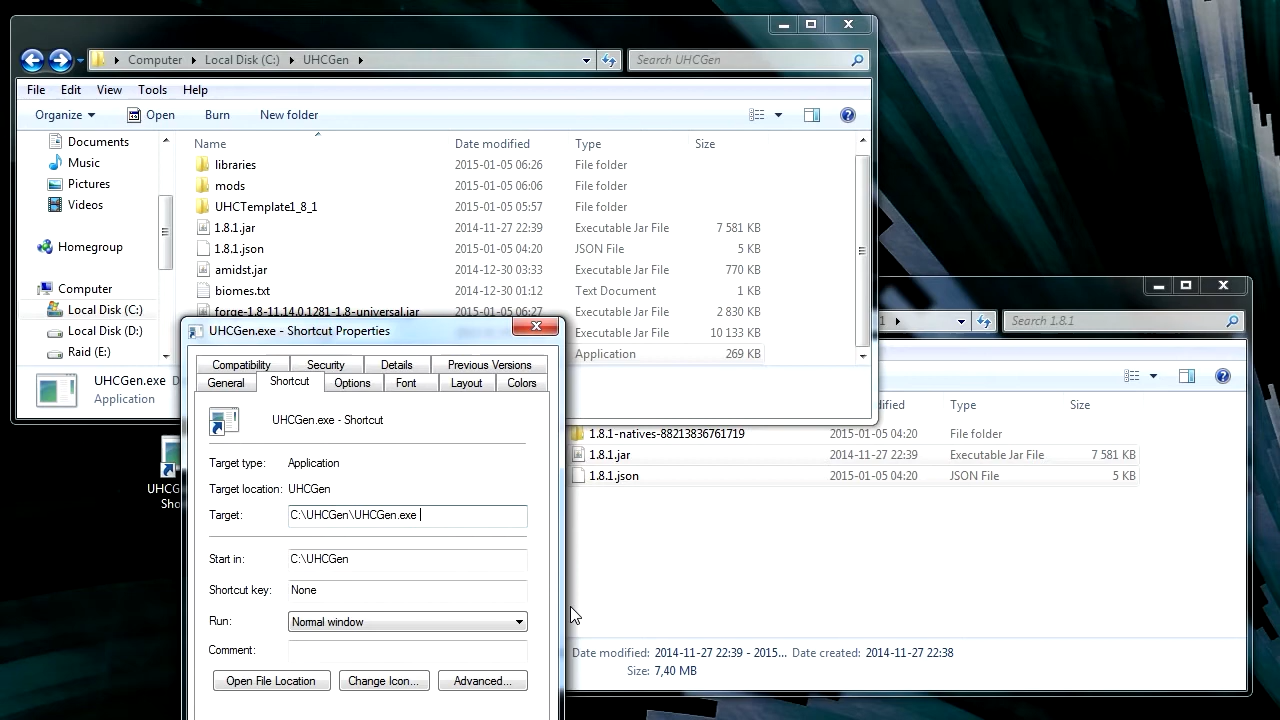 Computer Local Disk (C:) UHCGen Search UHCGen
File Edit View Tools Help
Organize Open Burn New folder
Documents
Music
Pictures
Videos
Homegroup
Computer
Local Disk (C:)
Local Disk (D:)
Raid (E:)
Name Date modified Type Size
libraries 2015-01-05 06:26 File folder
mods 2015-01-05 06:06 File folder
UHCTemplate1_8_1 2015-01-05 05:57 File folder
1.8.1.jar 2014-11-27 22:39 Executable Jar File 7 581 KB
1.8.1.json 2015-01-05 04:20 JSON File 5 KB
amidst.jar 2014-12-30 03:33 Executable Jar File 770 KB
biomes.txt 2014-12-30 01:12 Text Document 1 KB
forge-1.8-11.14.0.1281-1.8-universal.jar 2015-01-05 06:27 Executable Jar File 2 830 KB
Executable Jar File 10 133 KB
Application 269 KB
UHCGen.exe D
Application
UHCG
Sho
UHCGen.exe - Shortcut Properties
Compatibility Security Details Previous Versions
General Shortcut Options Font Layout Colors
UHCGen.exe - Shortcut
Target type: Application
Target location: UHCGen
Target: C:\UHCGen\UHCGen.exe
Start in: C:\UHCGen
Shortcut key: None
Run: Normal window
Comment:
Open File Location Change Icon... Advanced...
1 Search 1.8.1
ified Type Size
1.8.1-natives-88213836761719 2015-01-05 04:20 File folder
1.8.1.jar 2014-11-27 22:39 Executable Jar File 7 581 KB
1.8.1.json 2015-01-05 04:20 JSON File 5 KB
Date modified: 2014-11-27 22:39 - 2015... Date created: 2014-11-27 22:38
Size: 7,40 MB